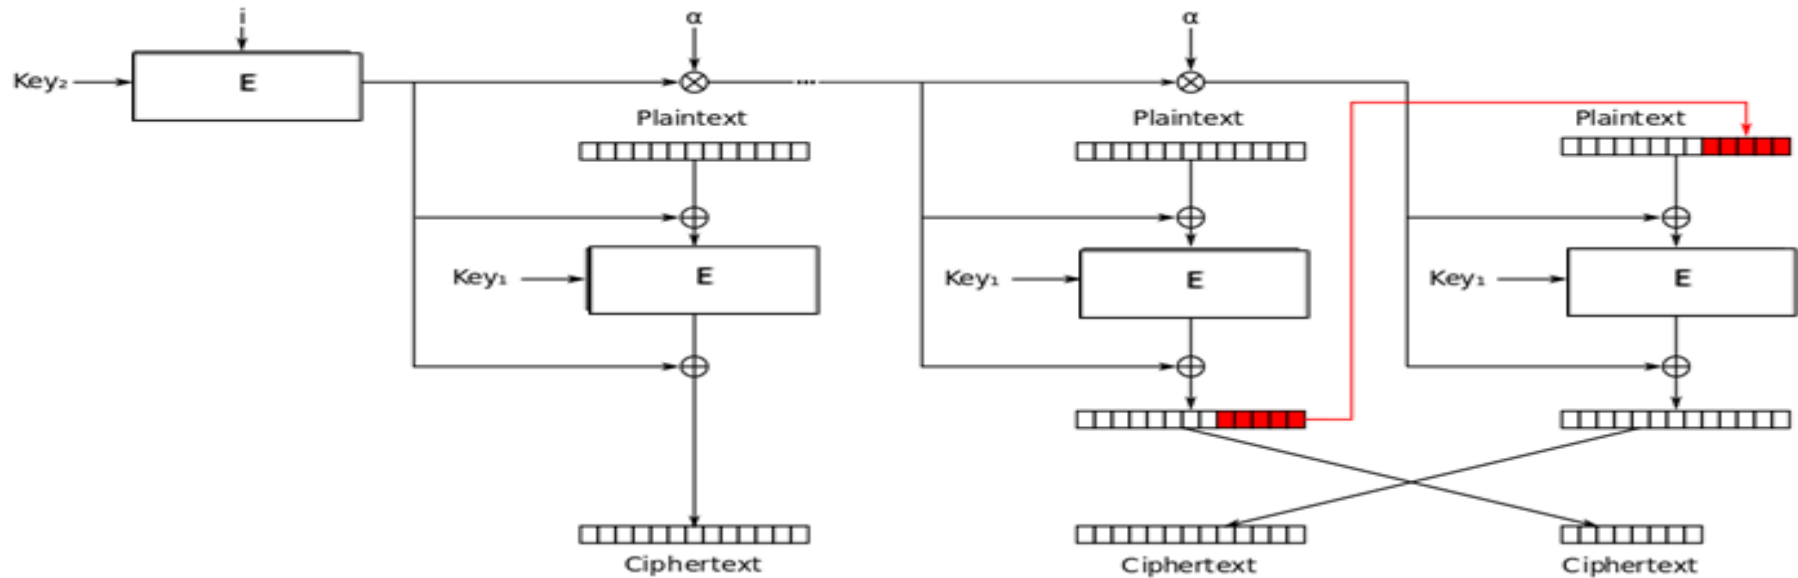 i
α
α
Key₂
E
...
Plaintext
Plaintext
Plaintext
Key₁
E
Key₁
E
Key₁
E
Ciphertext
Ciphertext
Ciphertext